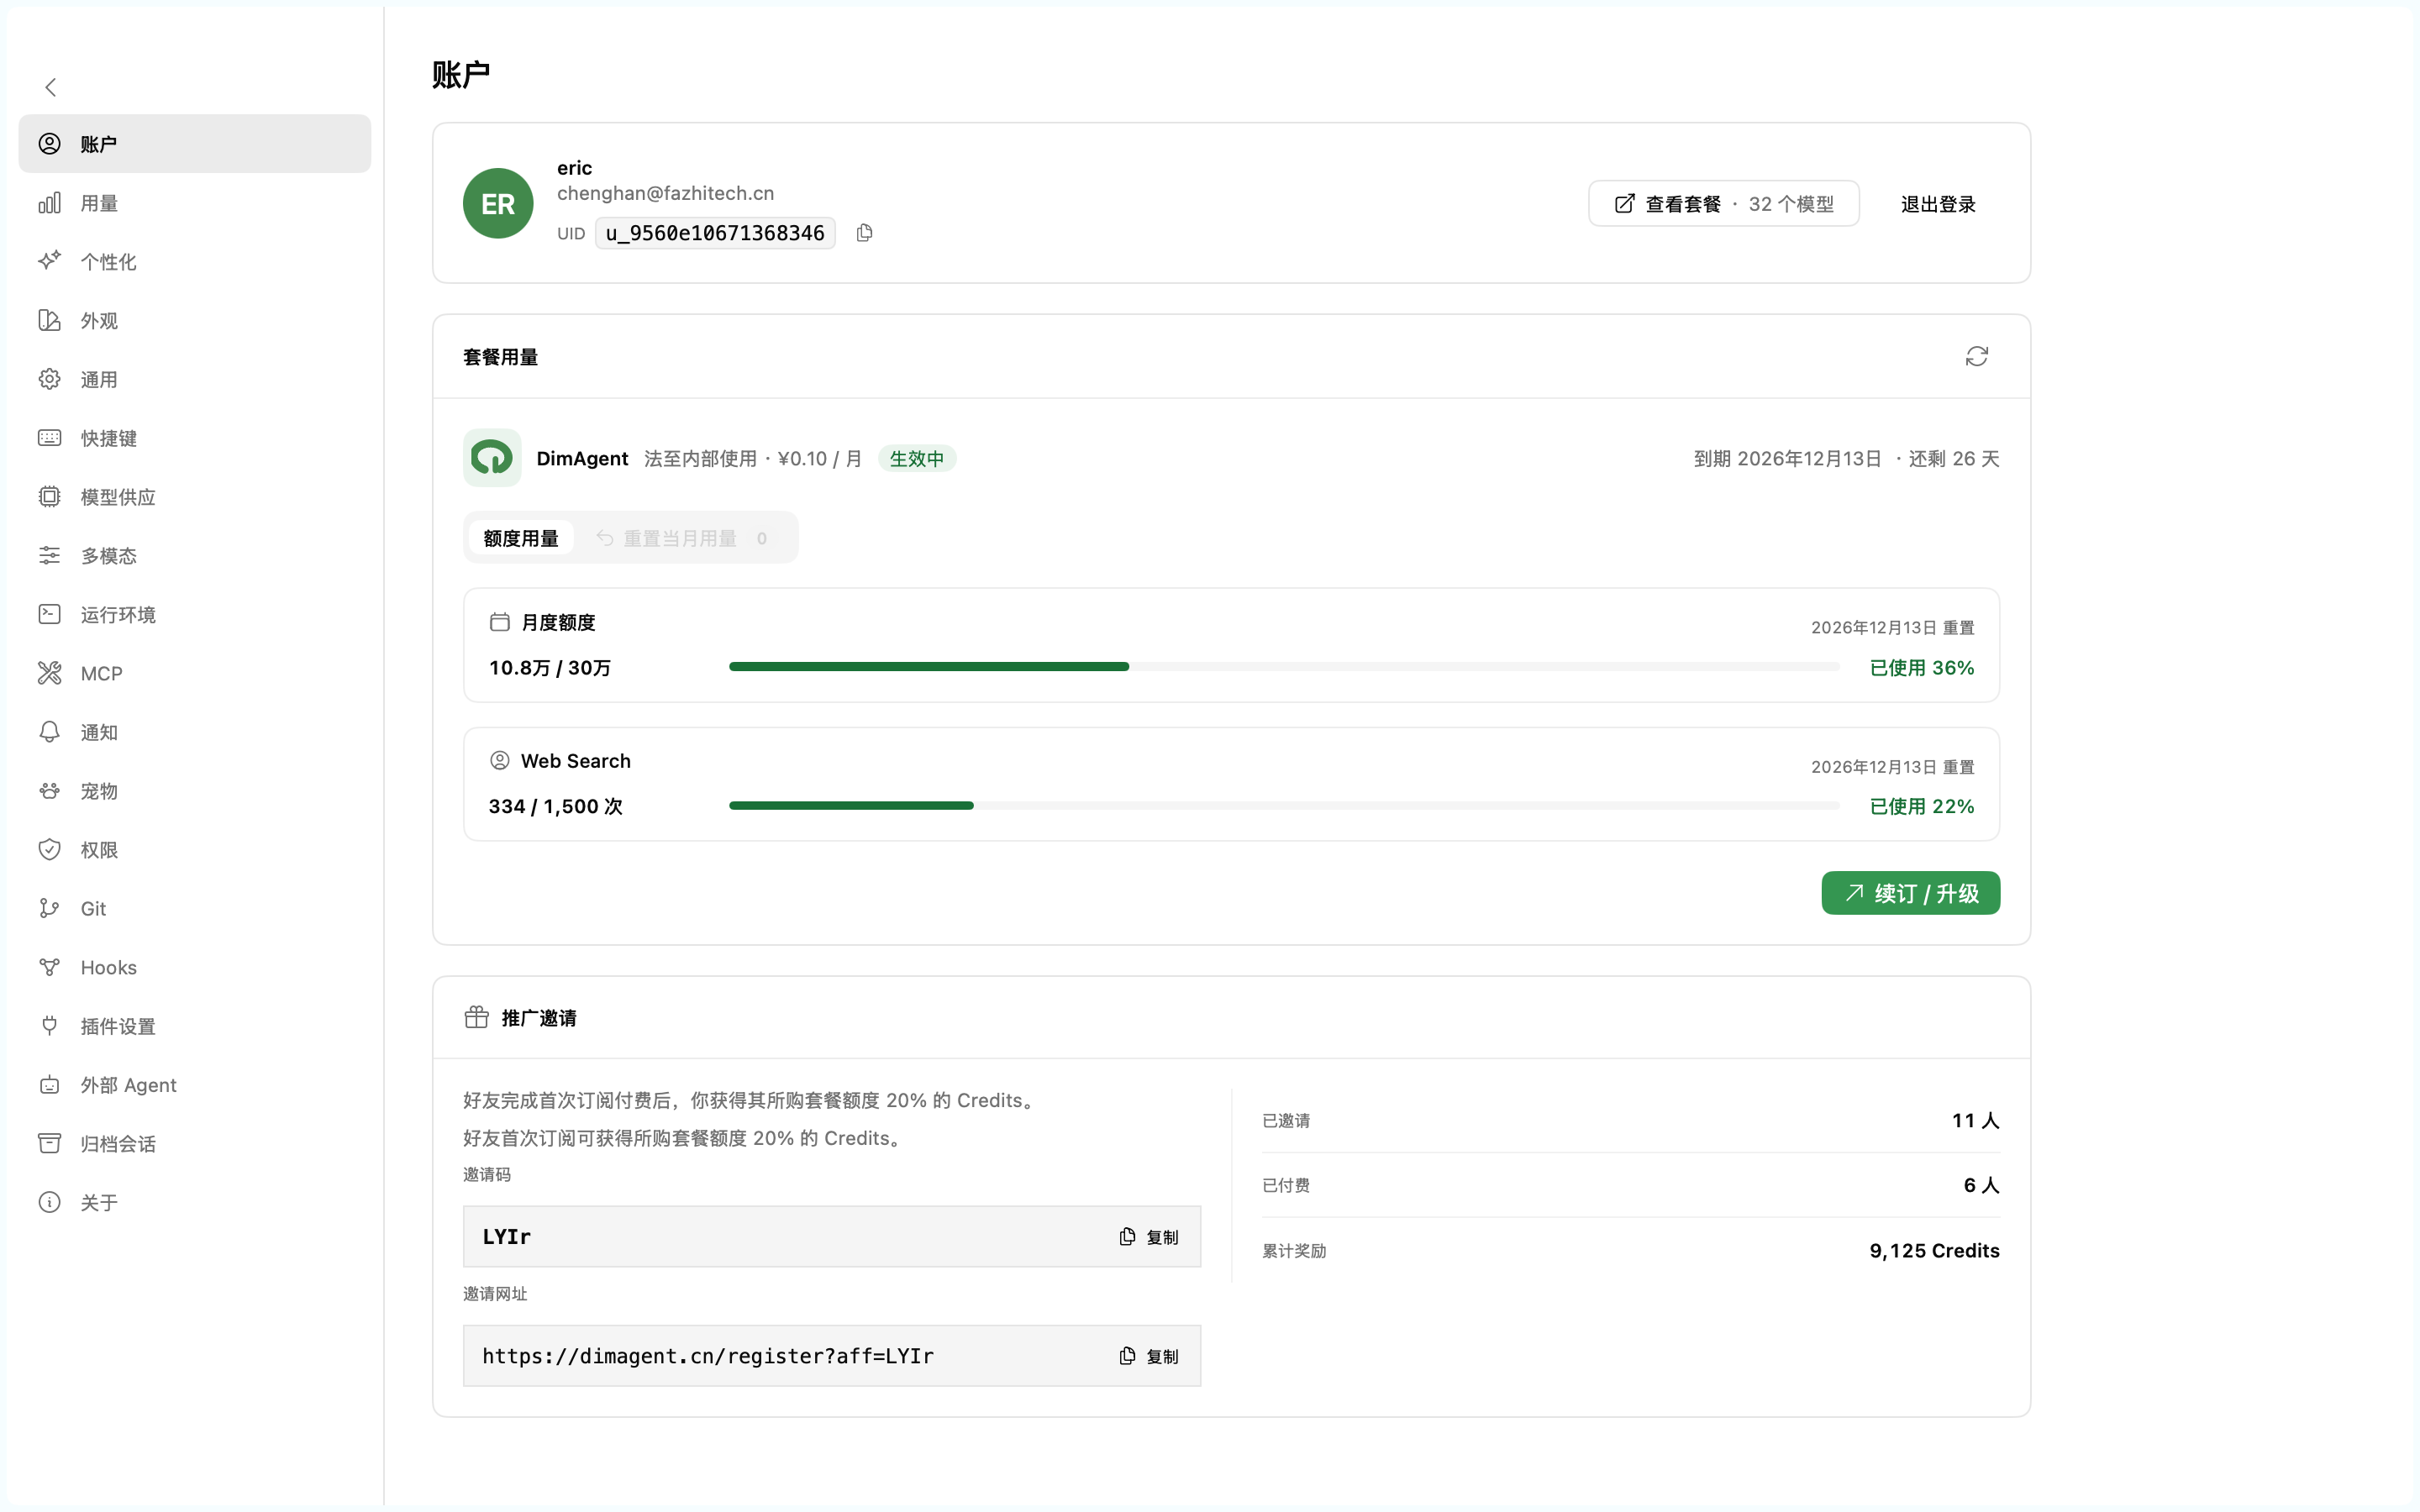 账户
用量
个性化
外观
通用
快捷键
模型供应
多模态
运行环境
MCP
通知
宠物
权限
Git
Hooks
插件设置
外部 Agent
归档会话
关于
账户
ER
eric
chenghan@fazhitech.cn
UID u_9560e10671368346
查看套餐 · 32 个模型
退出登录
套餐用量
DimAgent 法至内部使用 · ¥0.10 / 月 生效中
到期 2026年12月13日 · 还剩 26 天
额度用量 重置当月用量 0
月度额度
2026年12月13日 重置
10.8万 / 30万
已使用 36%
Web Search
2026年12月13日 重置
334 / 1,500 次
已使用 22%
续订 / 升级
推广邀请
好友完成首次订阅付费后，你获得其所购套餐额度 20% 的 Credits。
好友首次订阅可获得所购套餐额度 20% 的 Credits。
邀请码
LYIr 复制
邀请网址
https://dimagent.cn/register?aff=LYIr 复制
已邀请 11 人
已付费 6 人
累计奖励 9,125 Credits